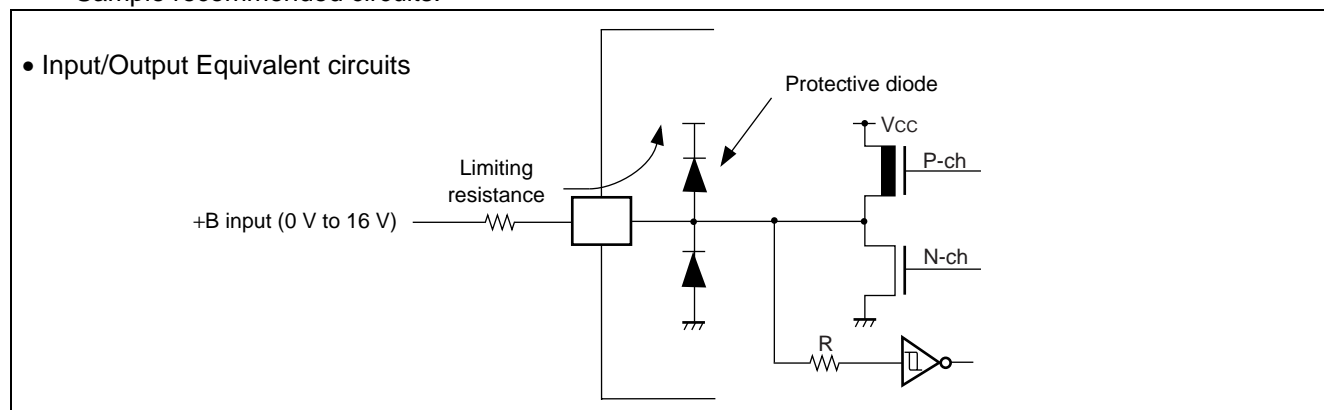 Sample recommended circuits.
• Input/Output Equivalent circuits
Protective diode
VCC
Limiting
resistance
P-ch
+B input (0 V to 16 V)
N-ch
R